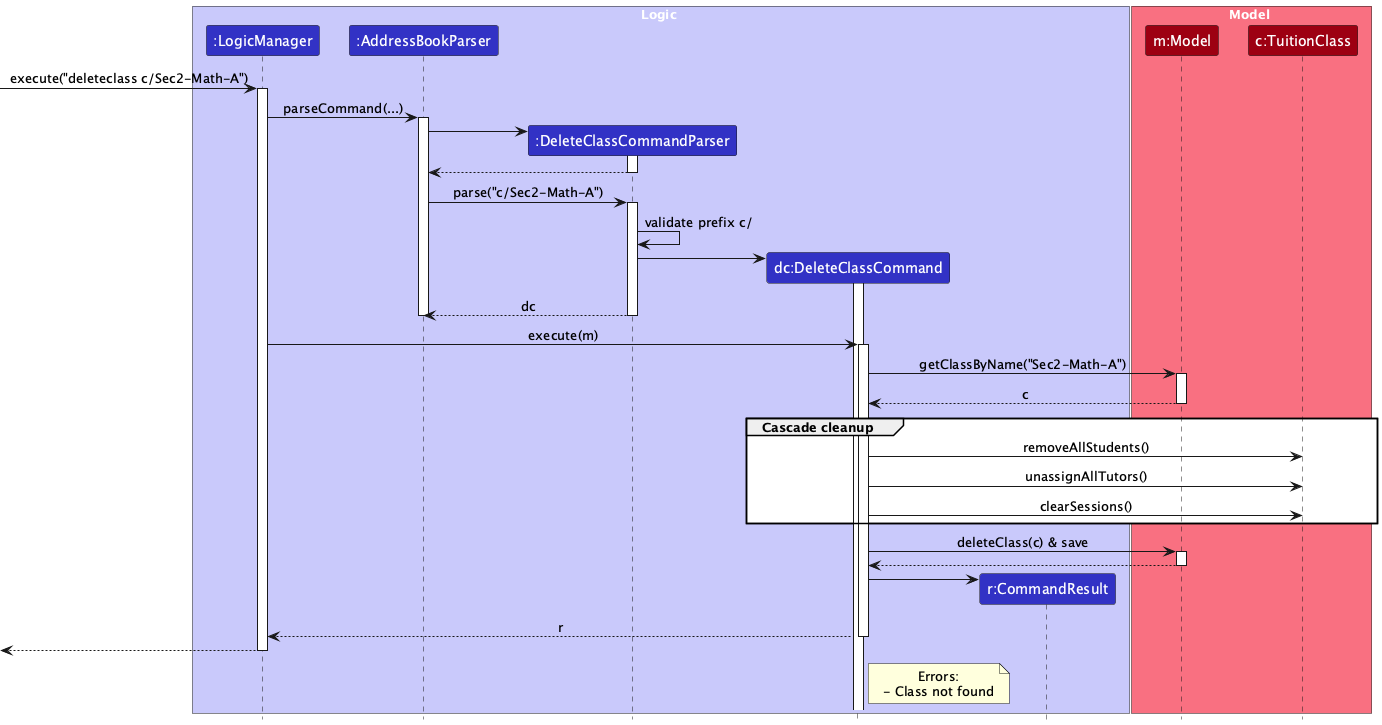 Logic
Model
:LogicManager
:AddressBookParser
m:Model
c:TuitionClass
execute("deleteclass c/Sec2-Math-A")
parseCommand(...)
:DeleteClassCommandParser
parse("c/Sec2-Math-A")
validate prefix c/
dc:DeleteClassCommand
dc
execute(m)
getClassByName("Sec2-Math-A")
c
Cascade cleanup
removeAllStudents()
unassignAllTutors()
clearSessions()
deleteClass(c) & save
r:CommandResult
r
Errors:
- Class not found